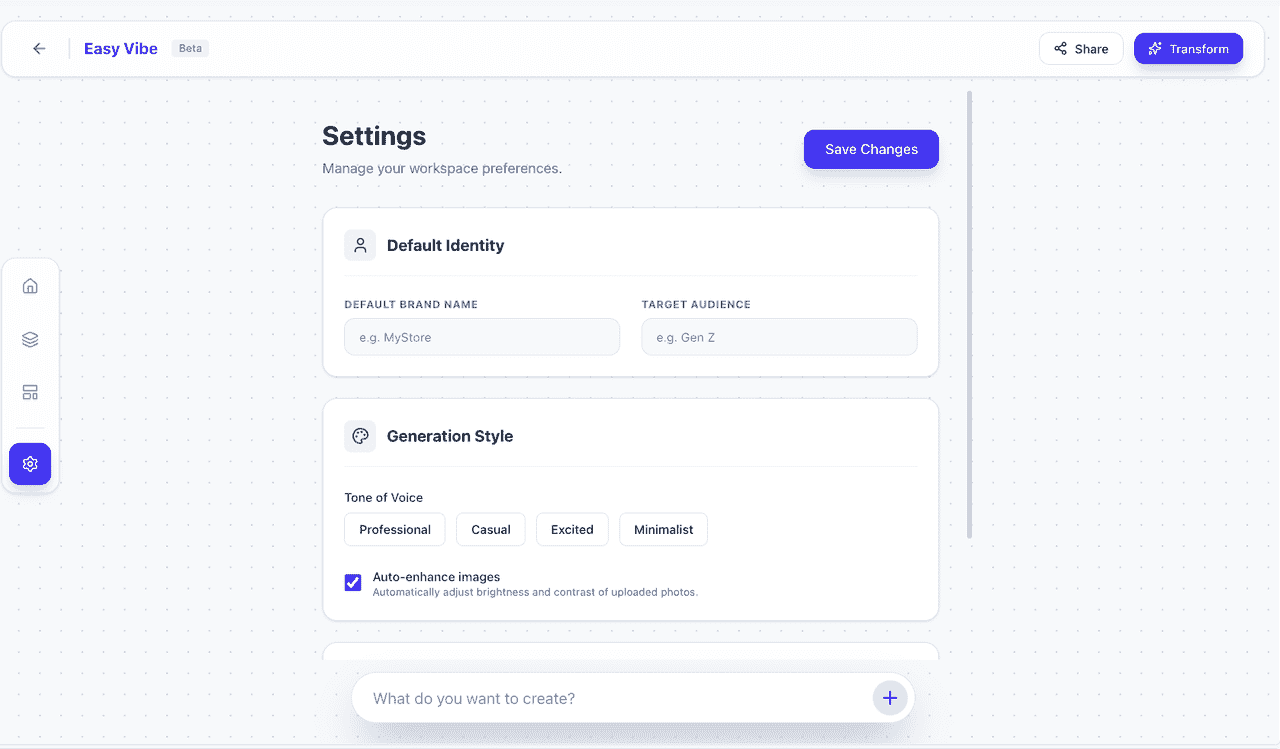 Easy Vibe
Beta
Share
Transform
Settings
Save Changes
Manage your workspace preferences.
Default Identity
DEFAULT BRAND NAME
TARGET AUDIENCE
e.g. MyStore
e.g. Gen Z
Generation Style
Tone of Voice
Professional
Casual
Excited
Minimalist
Auto-enhance images
Automatically adjust brightness and contrast of uploaded photos.
What do you want to create?